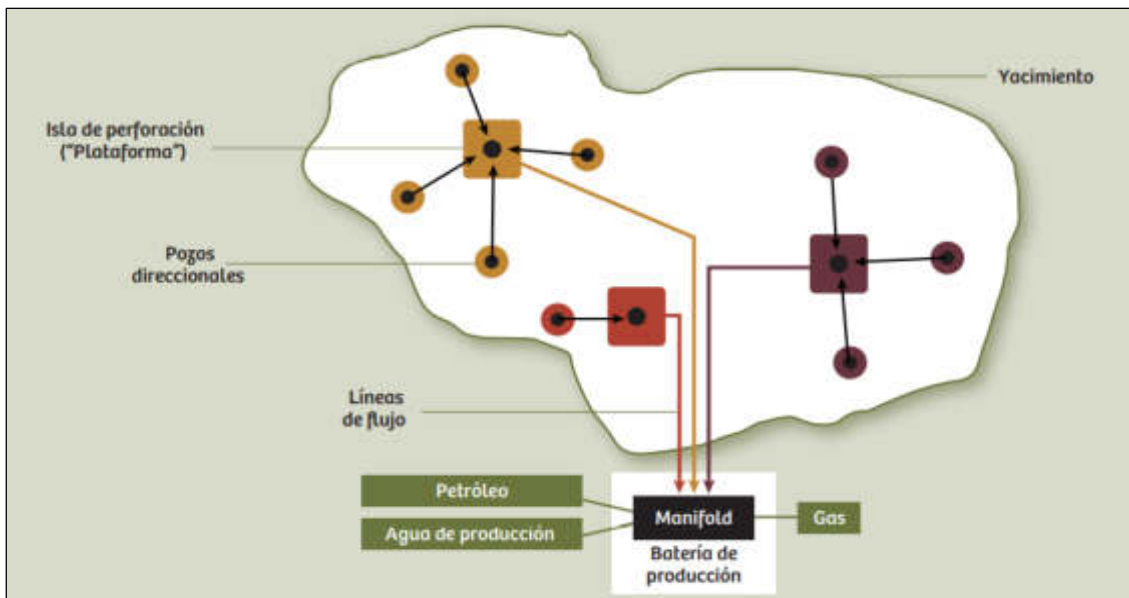 Yacimiento
Isla de perforación
("Plataforma")
Pozos
direccionales
Líneas
de flujo
Petróleo
Agua de producción
Manifold
Gas
Batería de
producción